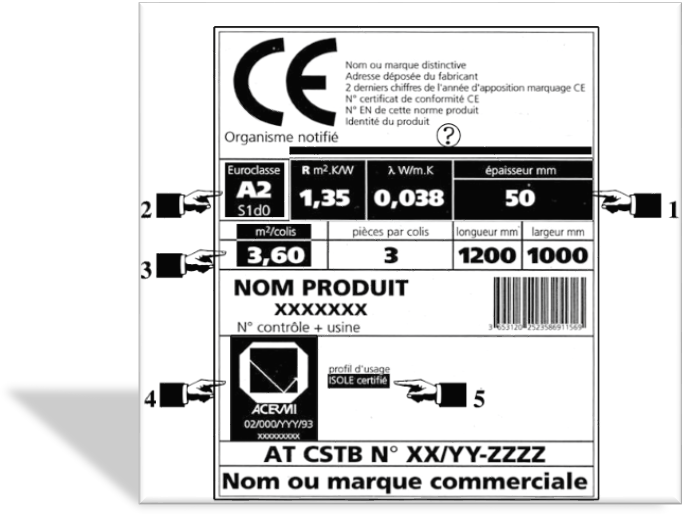 CE
Nom ou marque distinctive
Adresse déposée du fabricant
2 derniers chiffres de l'année d'apposition marquage CE
N° certificat de conformité CE
N° EN de cette norme produit
Identité du produit
Organisme notifié
?
Euroclasse
A2
S1d0
R m².K/W
1,35
λ W/m.K
0,038
épaisseur mm
50
2
1
m²/colis
3,60
pièces par colis
3
longueur mm
1200
largeur mm
1000
3
NOM PRODUIT
XXXXXXX
N° contrôle + usine
3 653120 2523586911569
profil d'usage
ISOLE certifié
4
5
ACERMI
02/000/YYY/93
XXXXXXXXX
AT CSTB N° XX/YY-ZZZZ
Nom ou marque commerciale